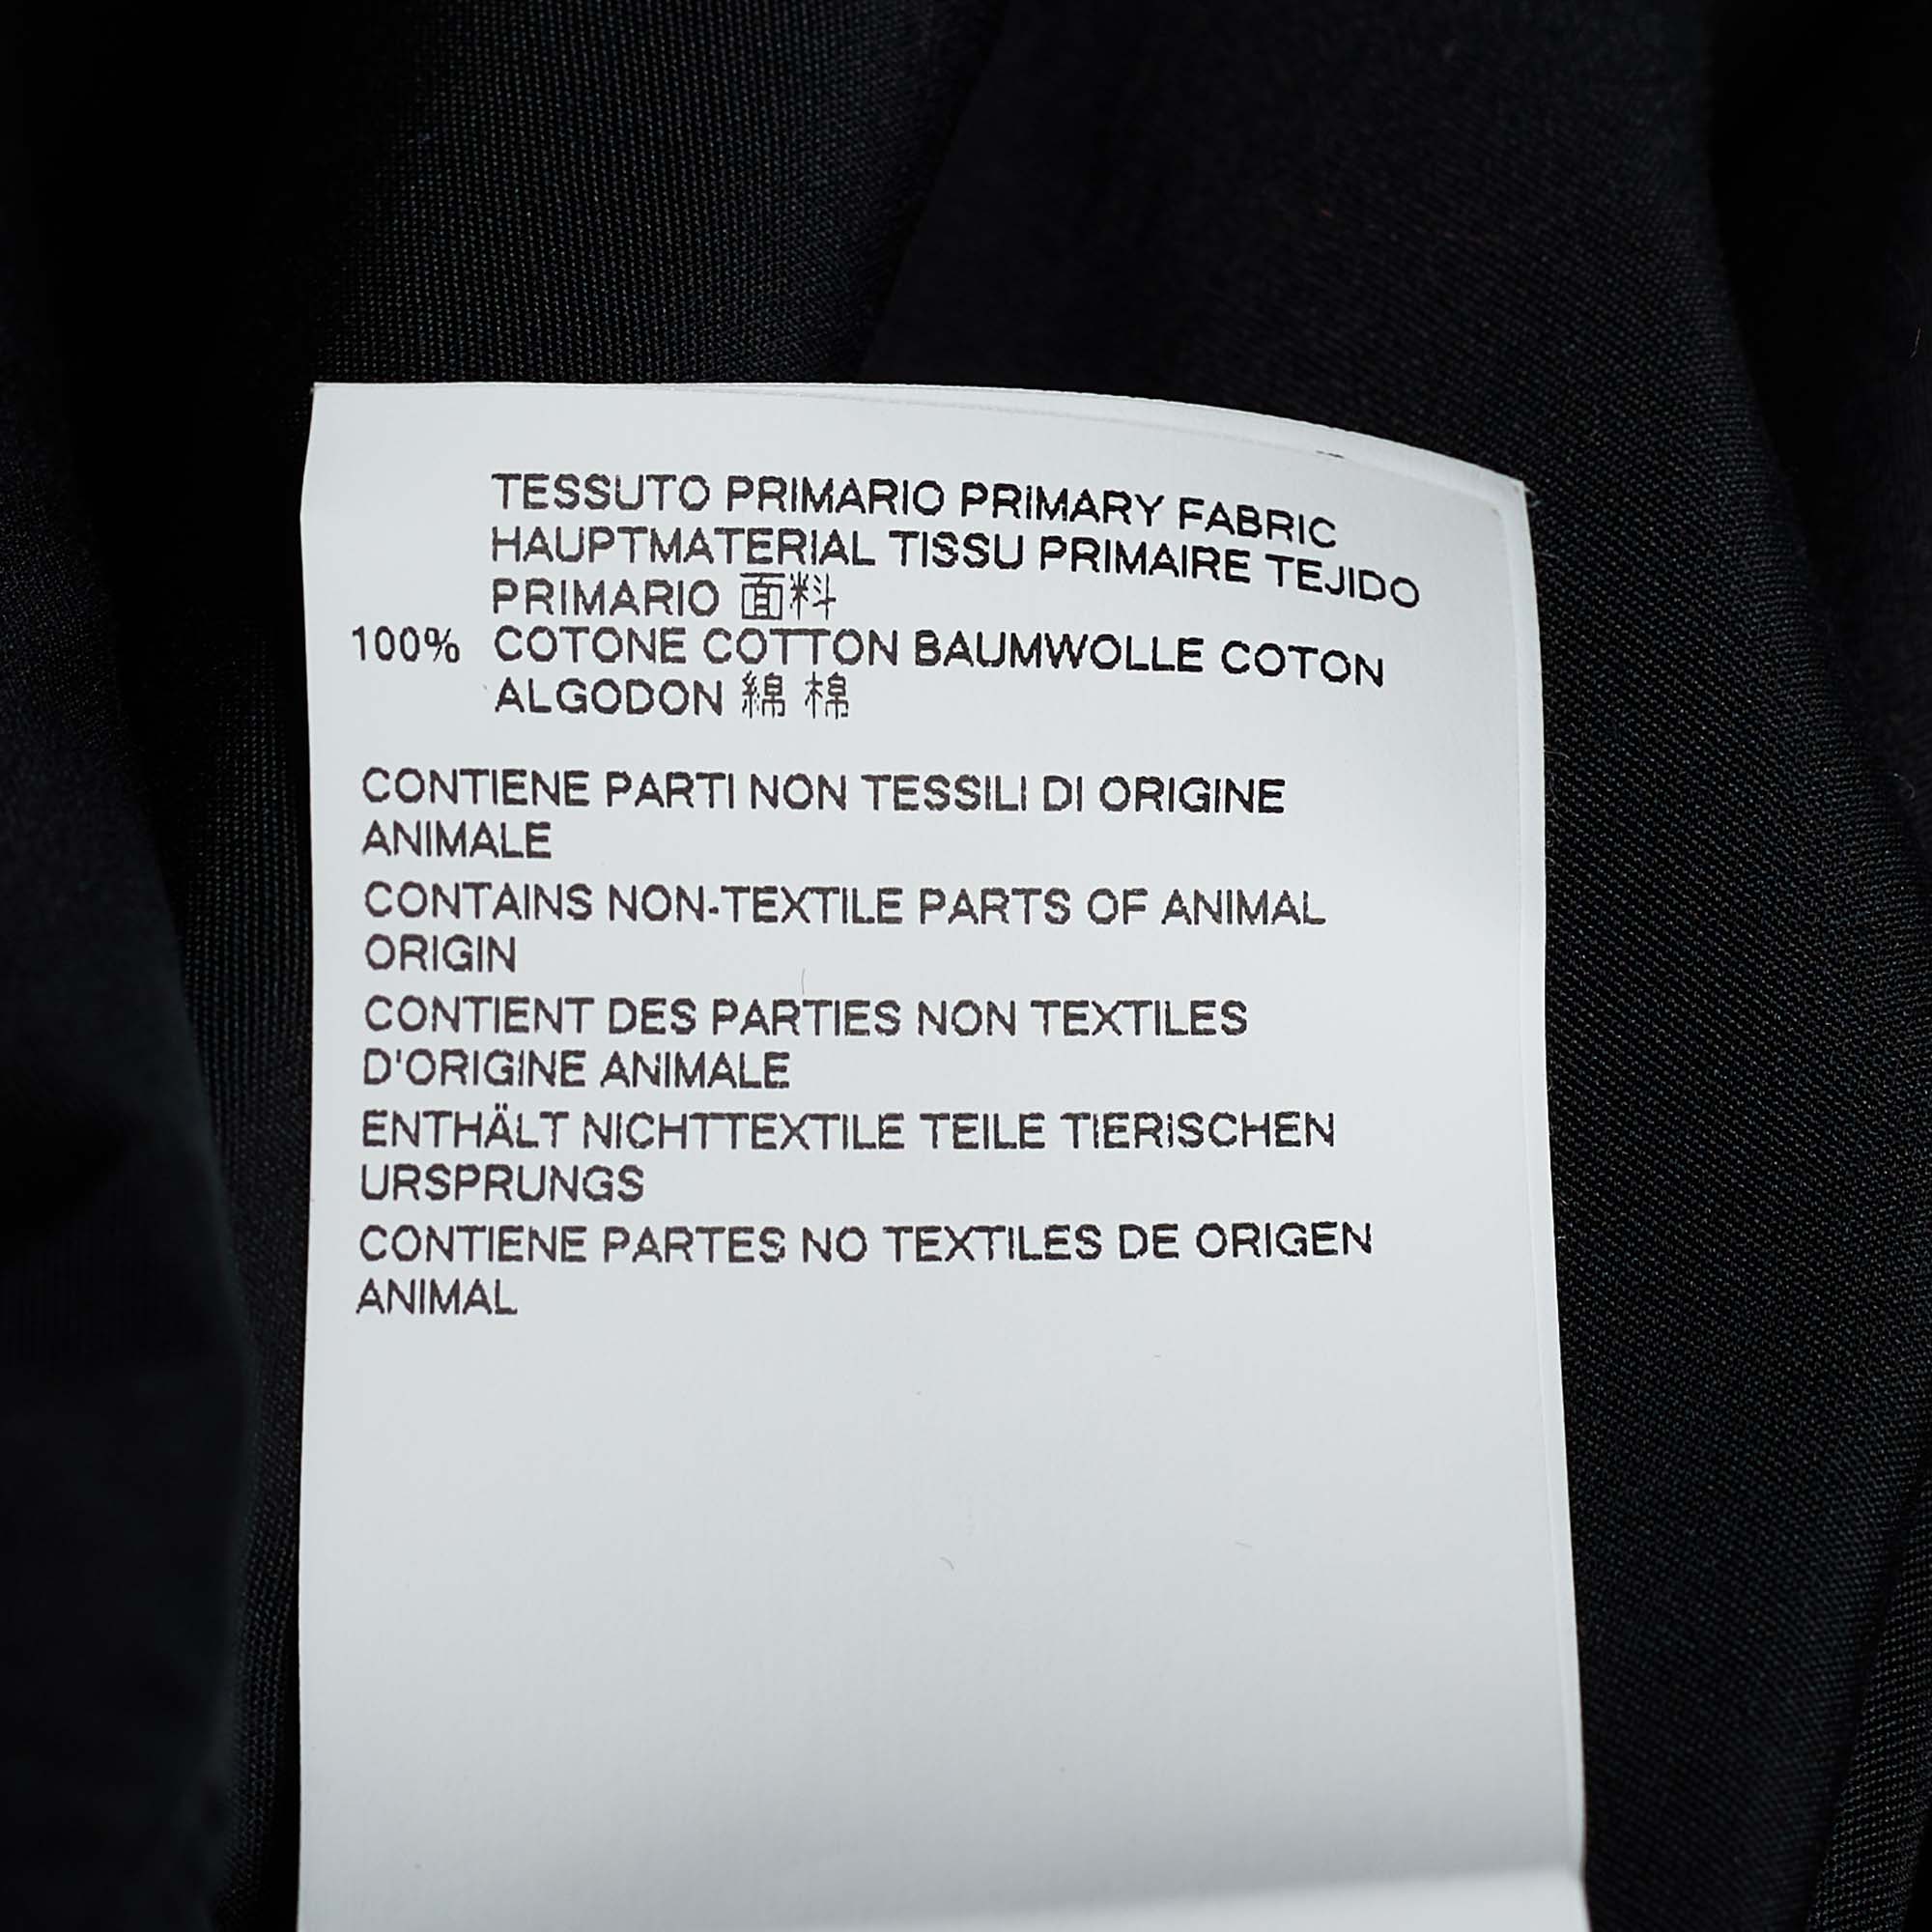 TESSUTO PRIMARIO PRIMARY FABRIC
HAUPTMATERIAL TISSU PRIMAIRE TEJIDO
PRIMARIO 面料
100% COTONE COTTON BAUMWOLLE COTON
ALGODON 綿 棉
CONTIENE PARTI NON TESSILI DI ORIGINE
ANIMALE
CONTAINS NON-TEXTILE PARTS OF ANIMAL
ORIGIN
CONTIENT DES PARTIES NON TEXTILES
D'ORIGINE ANIMALE
ENTHÄLT NICHTTEXTILE TEILE TIERISCHEN
URSPRUNGS
CONTIENE PARTES NO TEXTILES DE ORIGEN
ANIMAL